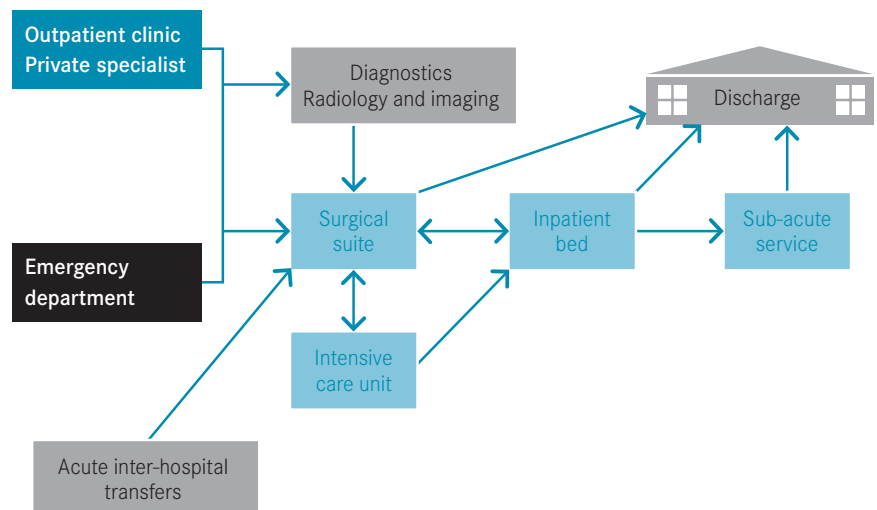 Outpatient clinic
Private specialist
Diagnostics
Radiology and imaging
Discharge
Surgical
suite
Inpatient
bed
Sub-acute
service
Emergency
department
Intensive
care unit
Acute inter-hospital
transfers